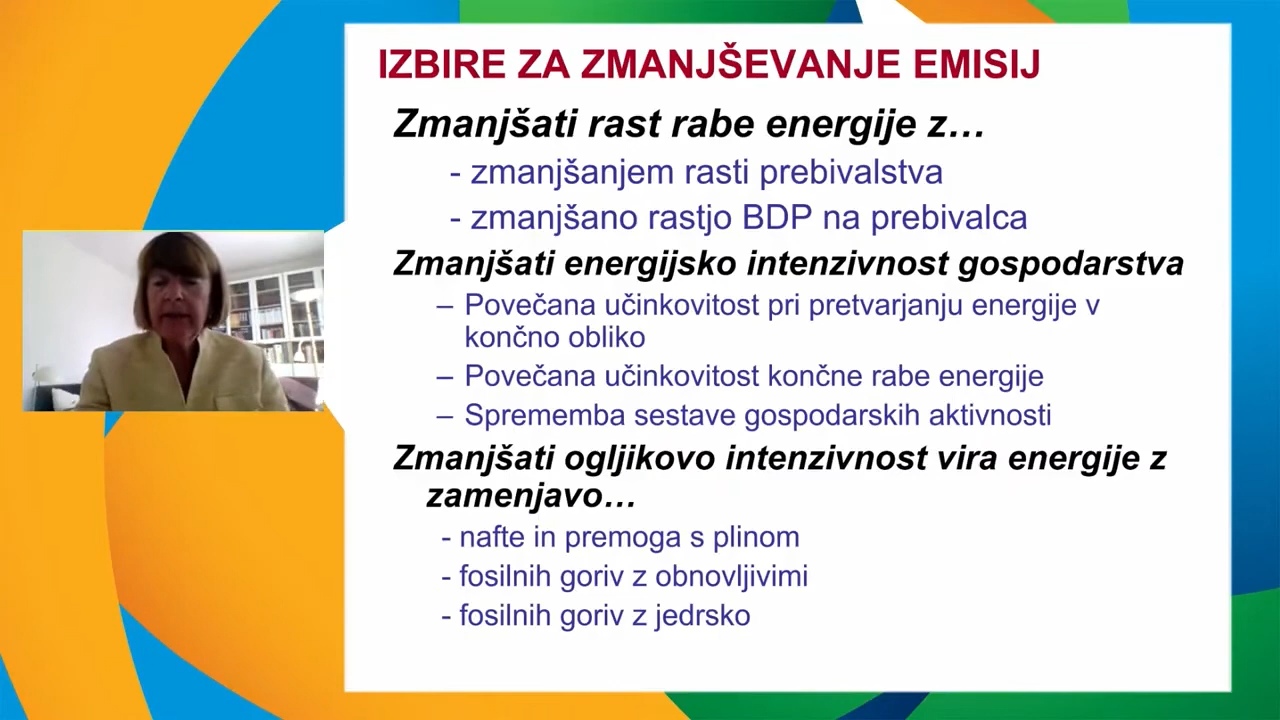 IZBIRE ZA ZMANJŠEVANJE EMISIJ
Zmanjšati rast rabe energije z…
- zmanjšanjem rasti prebivalstva
- zmanjšano rastjo BDP na prebivalca
Zmanjšati energijsko intenzivnost gospodarstva
– Povečana učinkovitost pri pretvarjanju energije v
končno obliko
– Povečana učinkovitost končne rabe energije
– Sprememba sestave gospodarskih aktivnosti
Zmanjšati ogljikovo intenzivnost vira energije z
zamenjavo…
- nafte in premoga s plinom
- fosilnih goriv z obnovljivimi
- fosilnih goriv z jedrsko